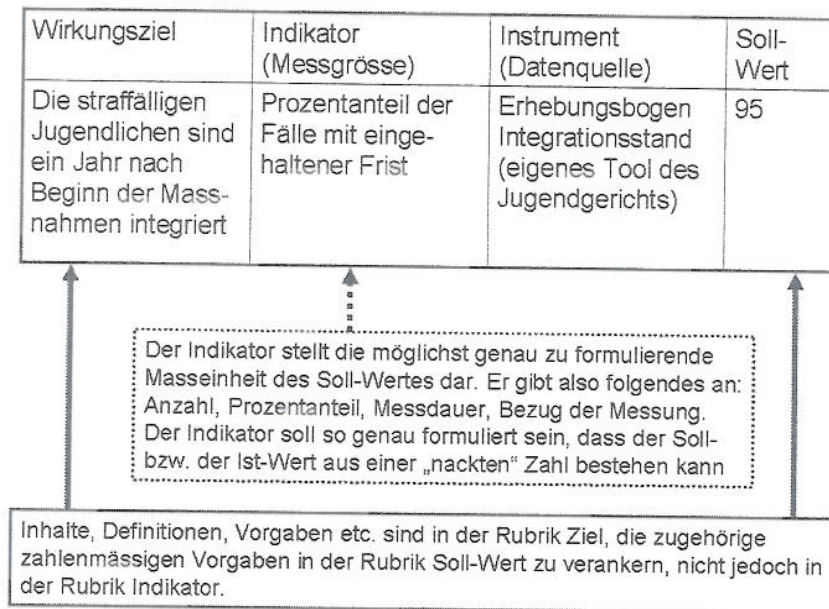 Wirkungsziel
Die straffälligen
Jugendlichen sind
ein Jahr nach
Beginn der Mass-
nahmen integriert
Indikator
(Messgrösse)
Prozentanteil der
Fälle mit einge-
haltener Frist
Instrument
(Datenquelle)
Erhebungsbogen
Integrationsstand
(eigenes Tool des
Jugendgerichts)
Soll-
Wert
95
Der Indikator stellt die möglichst genau zu formulierende
Masseinheit des Soll-Wertes dar. Er gibt also folgendes an:
Anzahl, Prozentanteil, Messdauer, Bezug der Messung.
Der Indikator soll so genau formuliert sein, dass der Soll-
bzw. der Ist-Wert aus einer „nackten" Zahl bestehen kann
Inhalte, Definitionen, Vorgaben etc. sind in der Rubrik Ziel, die zugehörige
zahlenmässigen Vorgaben in der Rubrik Soll-Wert zu verankern, nicht jedoch in
der Rubrik Indikator.